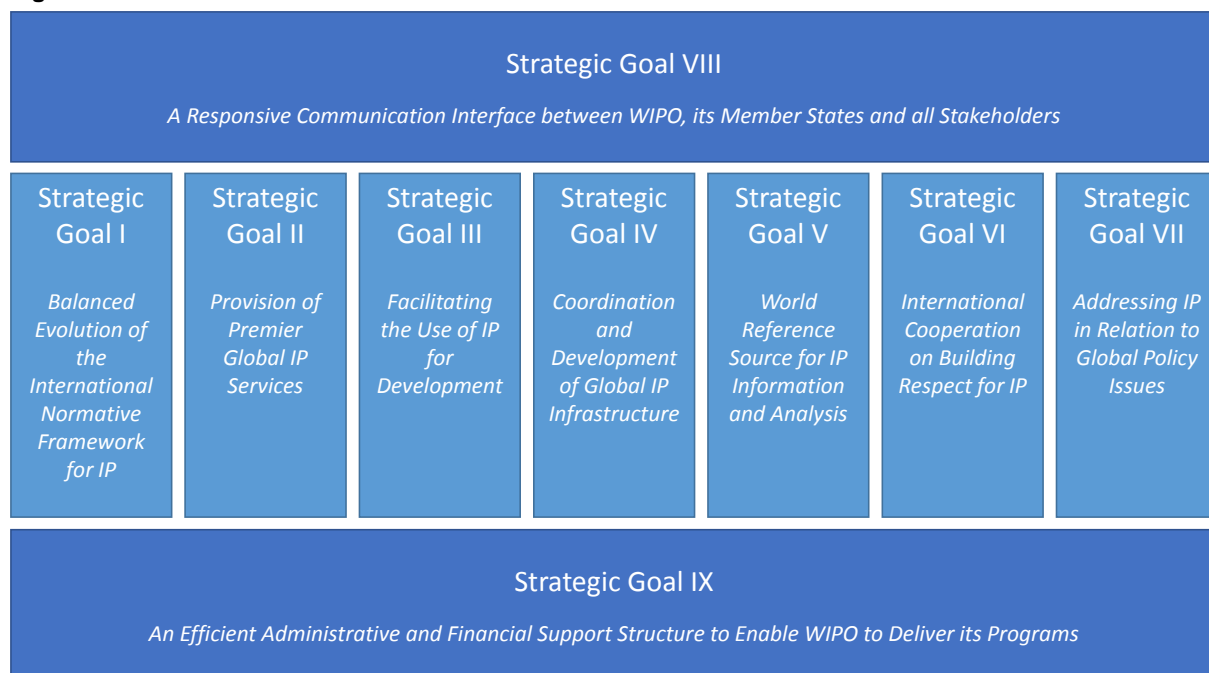 Strategic Goal VIII
A Responsive Communication Interface between WIPO, its Member States and all Stakeholders
Strategic
Goal I
Balanced
Evolution of
the
International
Normative
Framework
for IP
Strategic
Goal II
Provision of
Premier
Global IP
Services
Strategic
Goal III
Facilitating
the Use of IP
for
Development
Strategic
Goal IV
Coordination
and
Development
of Global IP
Infrastructure
Strategic
Goal V
World
Reference
Source for IP
Information
and Analysis
Strategic
Goal VI
International
Cooperation
on Building
Respect for IP
Strategic
Goal VII
Addressing IP
in Relation to
Global Policy
Issues
Strategic Goal IX
An Efficient Administrative and Financial Support Structure to Enable WIPO to Deliver its Programs